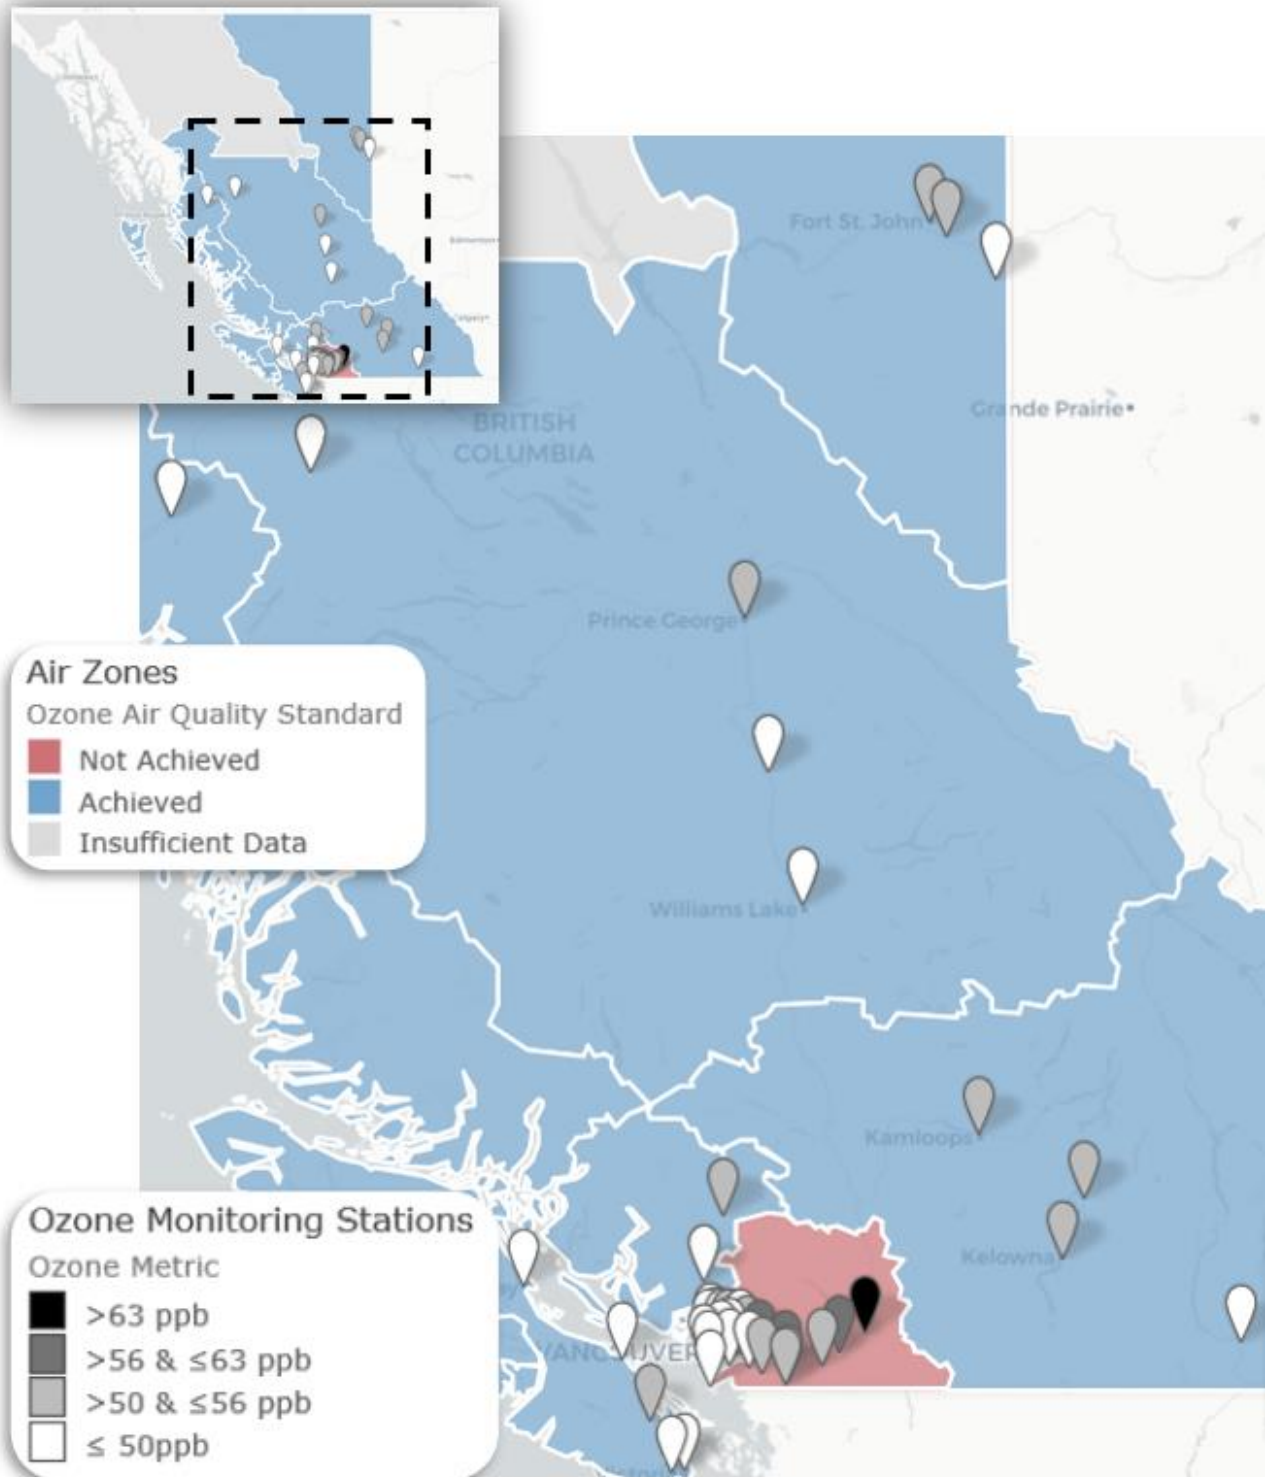 Fort St. John
Grande Prairie
BRITISH
COLUMBIA
Prince George
Air Zones
Ozone Air Quality Standard
Not Achieved
Achieved
Insufficient Data
Williams Lake
Kamloops
Ozone Monitoring Stations
Ozone Metric
Kelowna
>63 ppb
>56 & ≤63 ppb
VANCOUVER
>50 & ≤56 ppb
≤ 50ppb